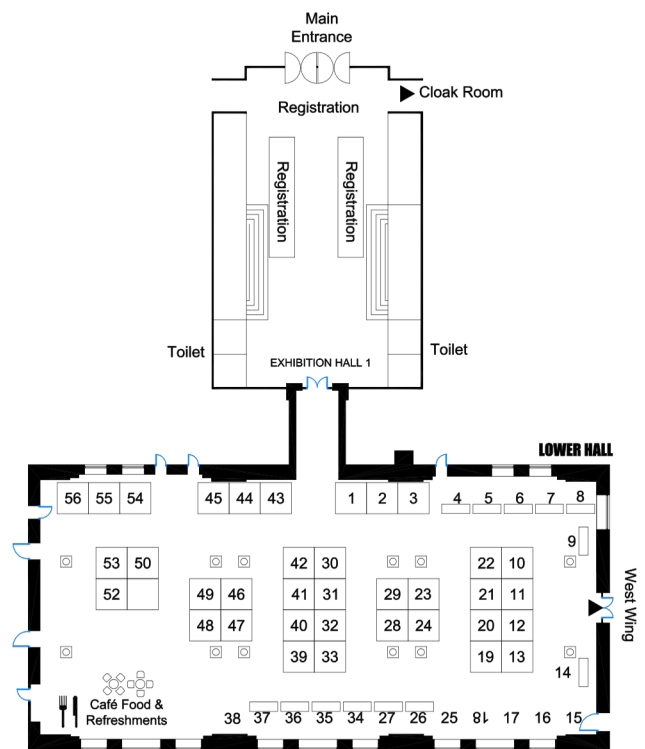 Main
Entrance
Cloak Room
Registration
Registration
Registration
Toilet
Toilet
EXHIBITION HALL 1
LOWER HALL
56 55 54 45 44 43 1 2 3 4 5 6 7 8
9
53 50 42 30 22 10
52 49 46 41 31 29 23 21 11
48 47 40 32 28 24 20 12
39 33 19 13
West Wing
14
Café Food &
Refreshments
38 37 36 35 34 27 26 25 18 17 16 15